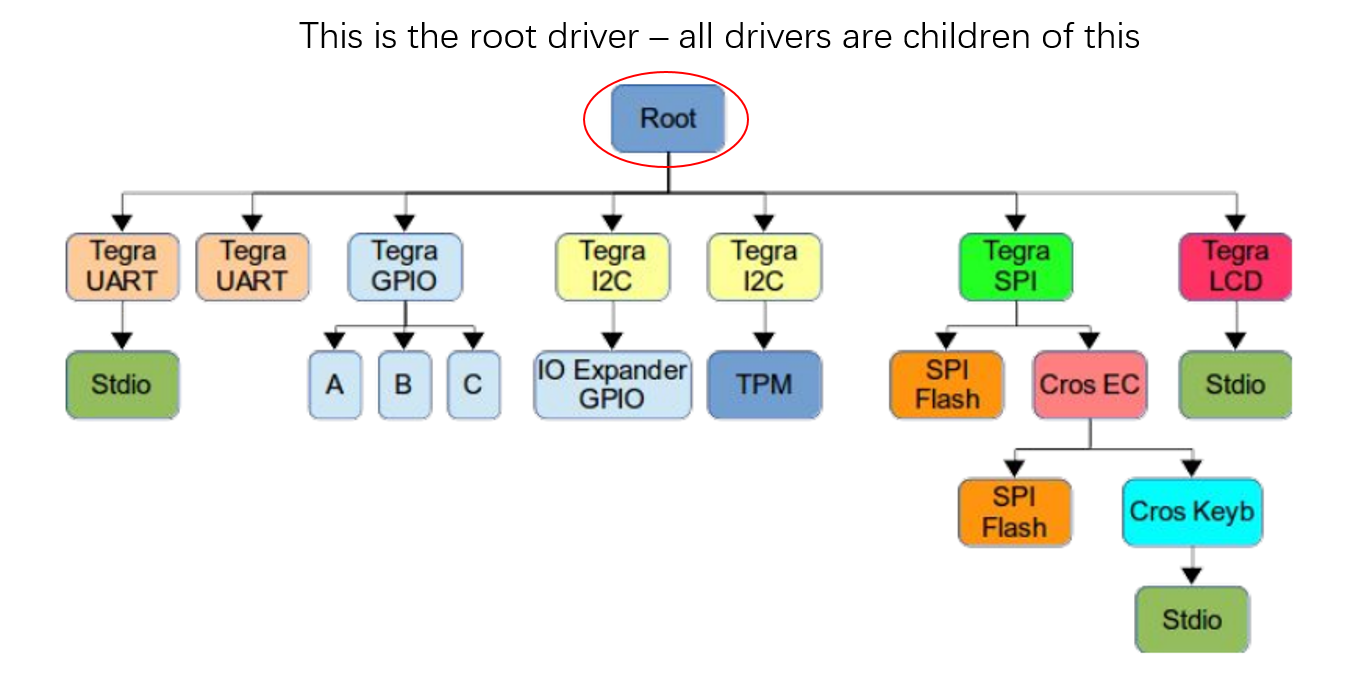 This is the root driver – all drivers are children of this
Root
Tegra
UART
Tegra
UART
Tegra
GPIO
Tegra
I2C
Tegra
I2C
Tegra
SPI
Tegra
LCD
Stdio
A
B
C
IO Expander
GPIO
TPM
SPI
Flash
Cros EC
Stdio
SPI
Flash
Cros Keyb
Stdio